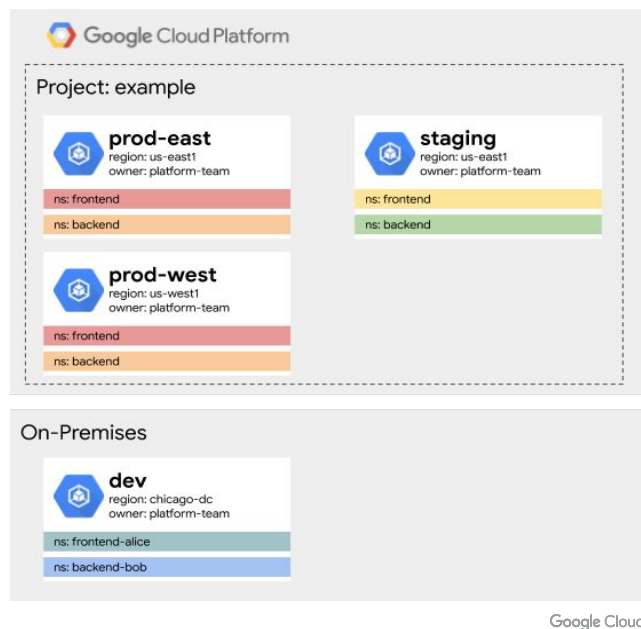 Google Cloud Platform
Project: example
prod-east
region: us-east1
owner: platform-team
ns: frontend
ns: backend
staging
region: us-east1
owner: platform-team
ns: frontend
ns: backend
prod-west
region: us-west1
owner: platform-team
ns: frontend
ns: backend
On-Premises
dev
region: chicago-dc
owner: platform-team
ns: frontend-alice
ns: backend-bob
Google Cloud